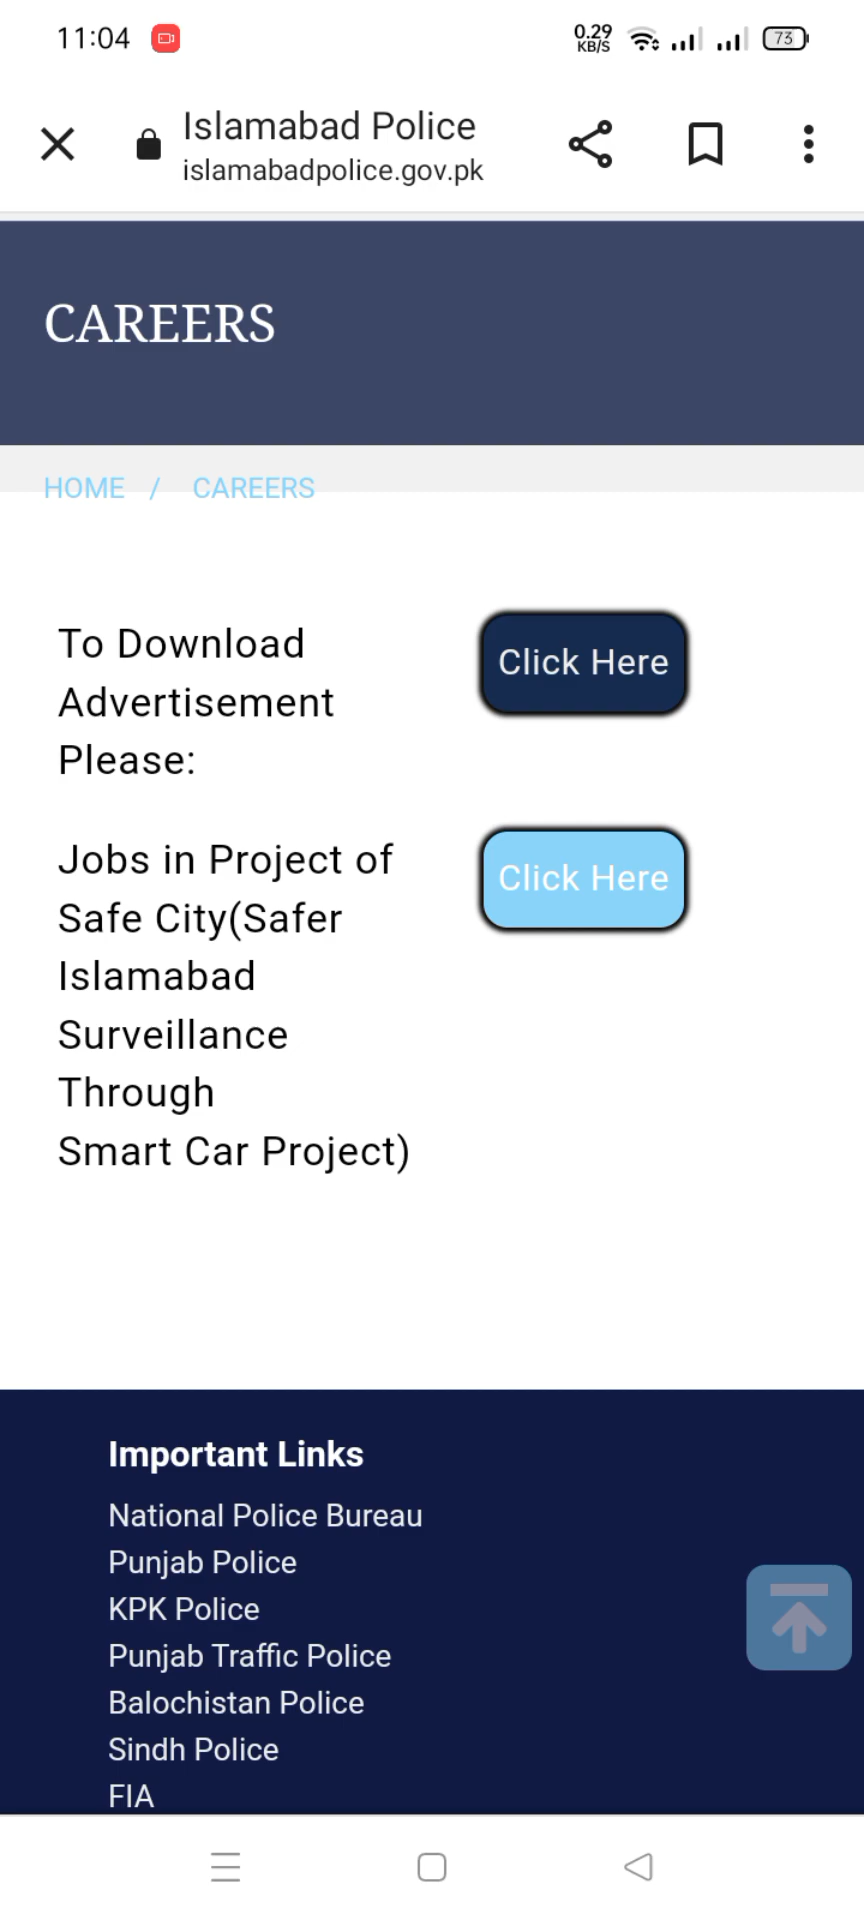 11:04
0.29
KB/S
73
Islamabad Police
islamabadpolice.gov.pk
CAREERS
HOME / CAREERS
To Download
Advertisement
Please:
Click Here
Jobs in Project of
Safe City(Safer
Islamabad
Surveillance
Through
Smart Car Project)
Click Here
Important Links
National Police Bureau
Punjab Police
KPK Police
Punjab Traffic Police
Balochistan Police
Sindh Police
FIA